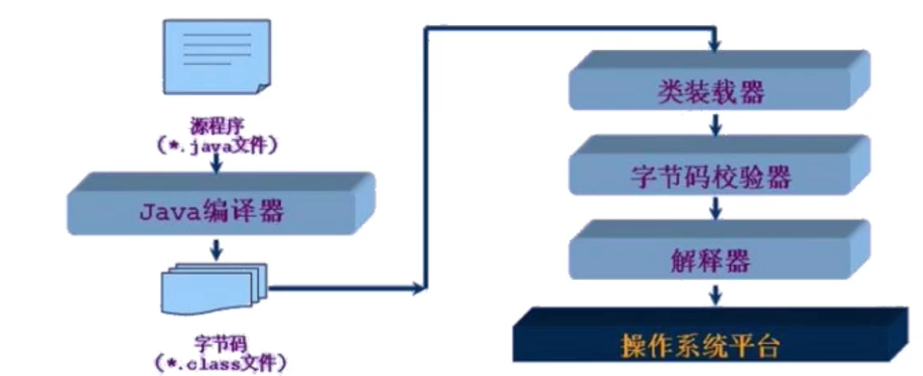 源程序
(*.java文件)
Java编译器
字节码
(*.class文件)
类装载器
字节码校验器
解释器
操作系统平台